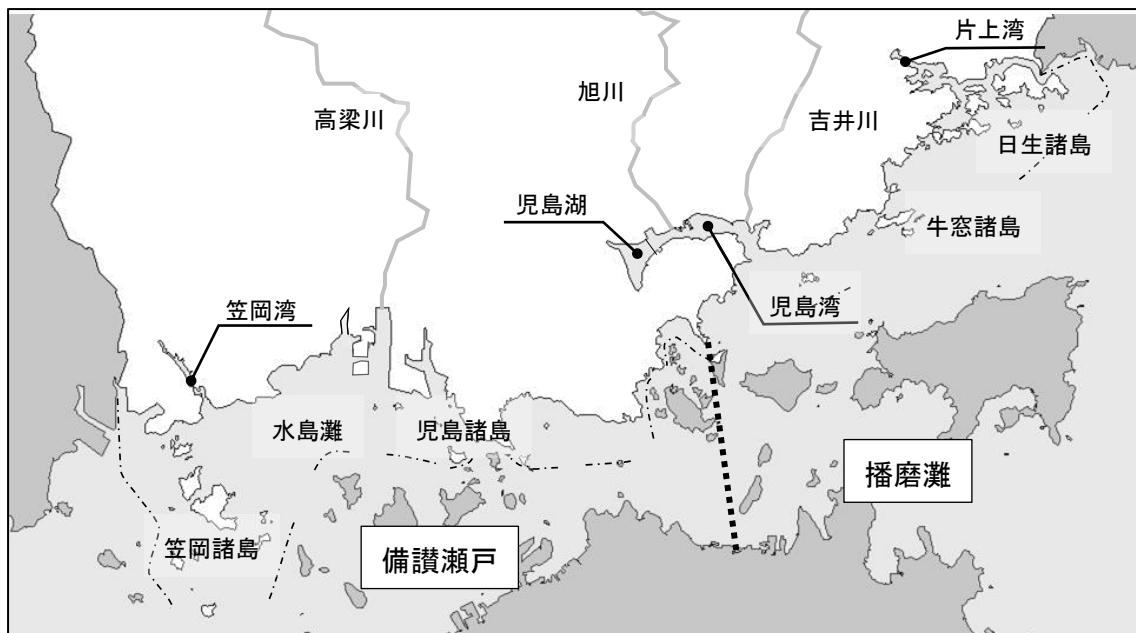 片上湾
旭川
高梁川
吉井川
日生諸島
児島湖
牛窓諸島
笠岡湾
児島湾
水島灘
児島諸島
播磨灘
笠岡諸島
備讃瀬戸